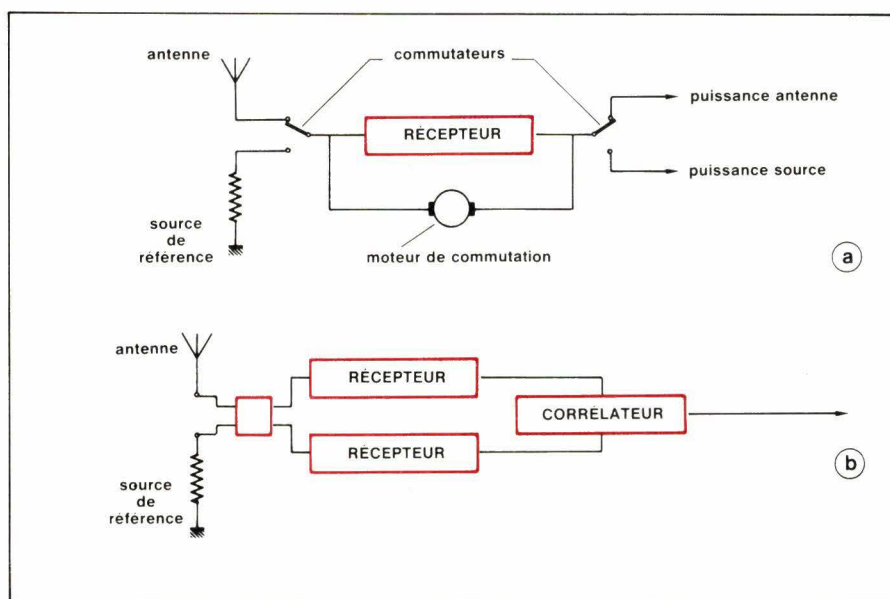 antenne
commutateurs
puissance antenne
RÉCEPTEUR
puissance source
source
de
référence
moteur de commutation
a
antenne
RÉCEPTEUR
CORRÉLATEUR
RÉCEPTEUR
b
source
de
référence